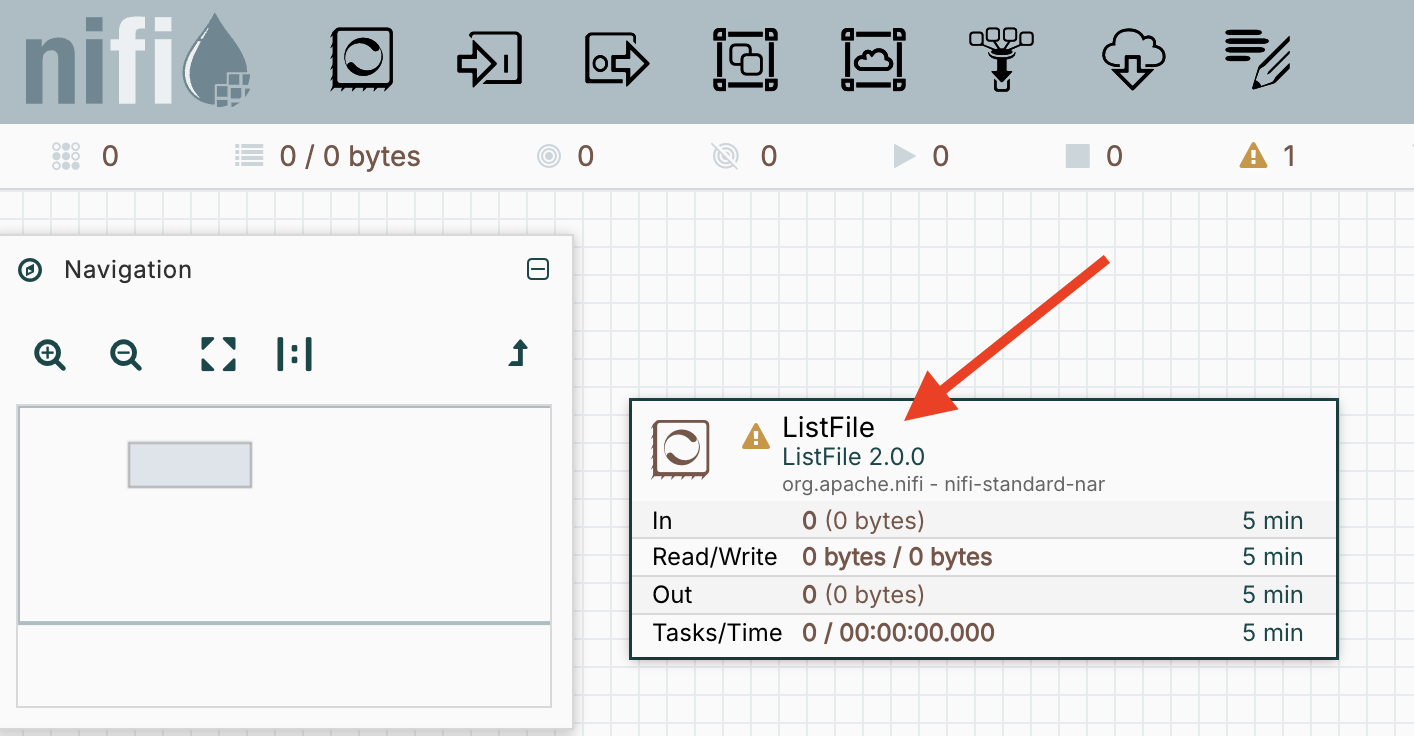 nifi
0 0 / 0 bytes 0 0 0 0 1
Navigation
ListFile
ListFile 2.0.0
org.apache.nifi - nifi-standard-nar
In 0 (0 bytes) 5 min
Read/Write 0 bytes / 0 bytes 5 min
Out 0 (0 bytes) 5 min
Tasks/Time 0 / 00:00:00.000 5 min